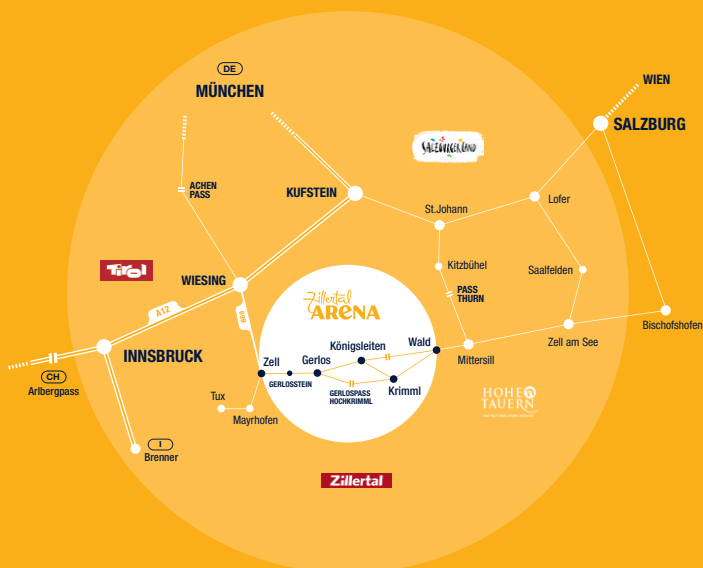 DE
MÜNCHEN
WIEN
SALZBURG
SALZBURGERLAND
ACHEN
PASS
KUFSTEIN
Lofer
St.Johann
Tirol
WIESING
Kitzbühel
Saalfelden
PASS
THURN
Zillertal
ARENA
A12
B69
Bischofshofen
INNSBRUCK
Königsleiten
Wald
Zell am See
Zell
Gerlos
Mittersill
CH
Arlbergpass
GERLOSSTEIN
GERLOSPASS
HOCHKRIMML
Krimml
Tux
Mayrhofen
HOHE
TAUERN
I
Brenner
Zillertal